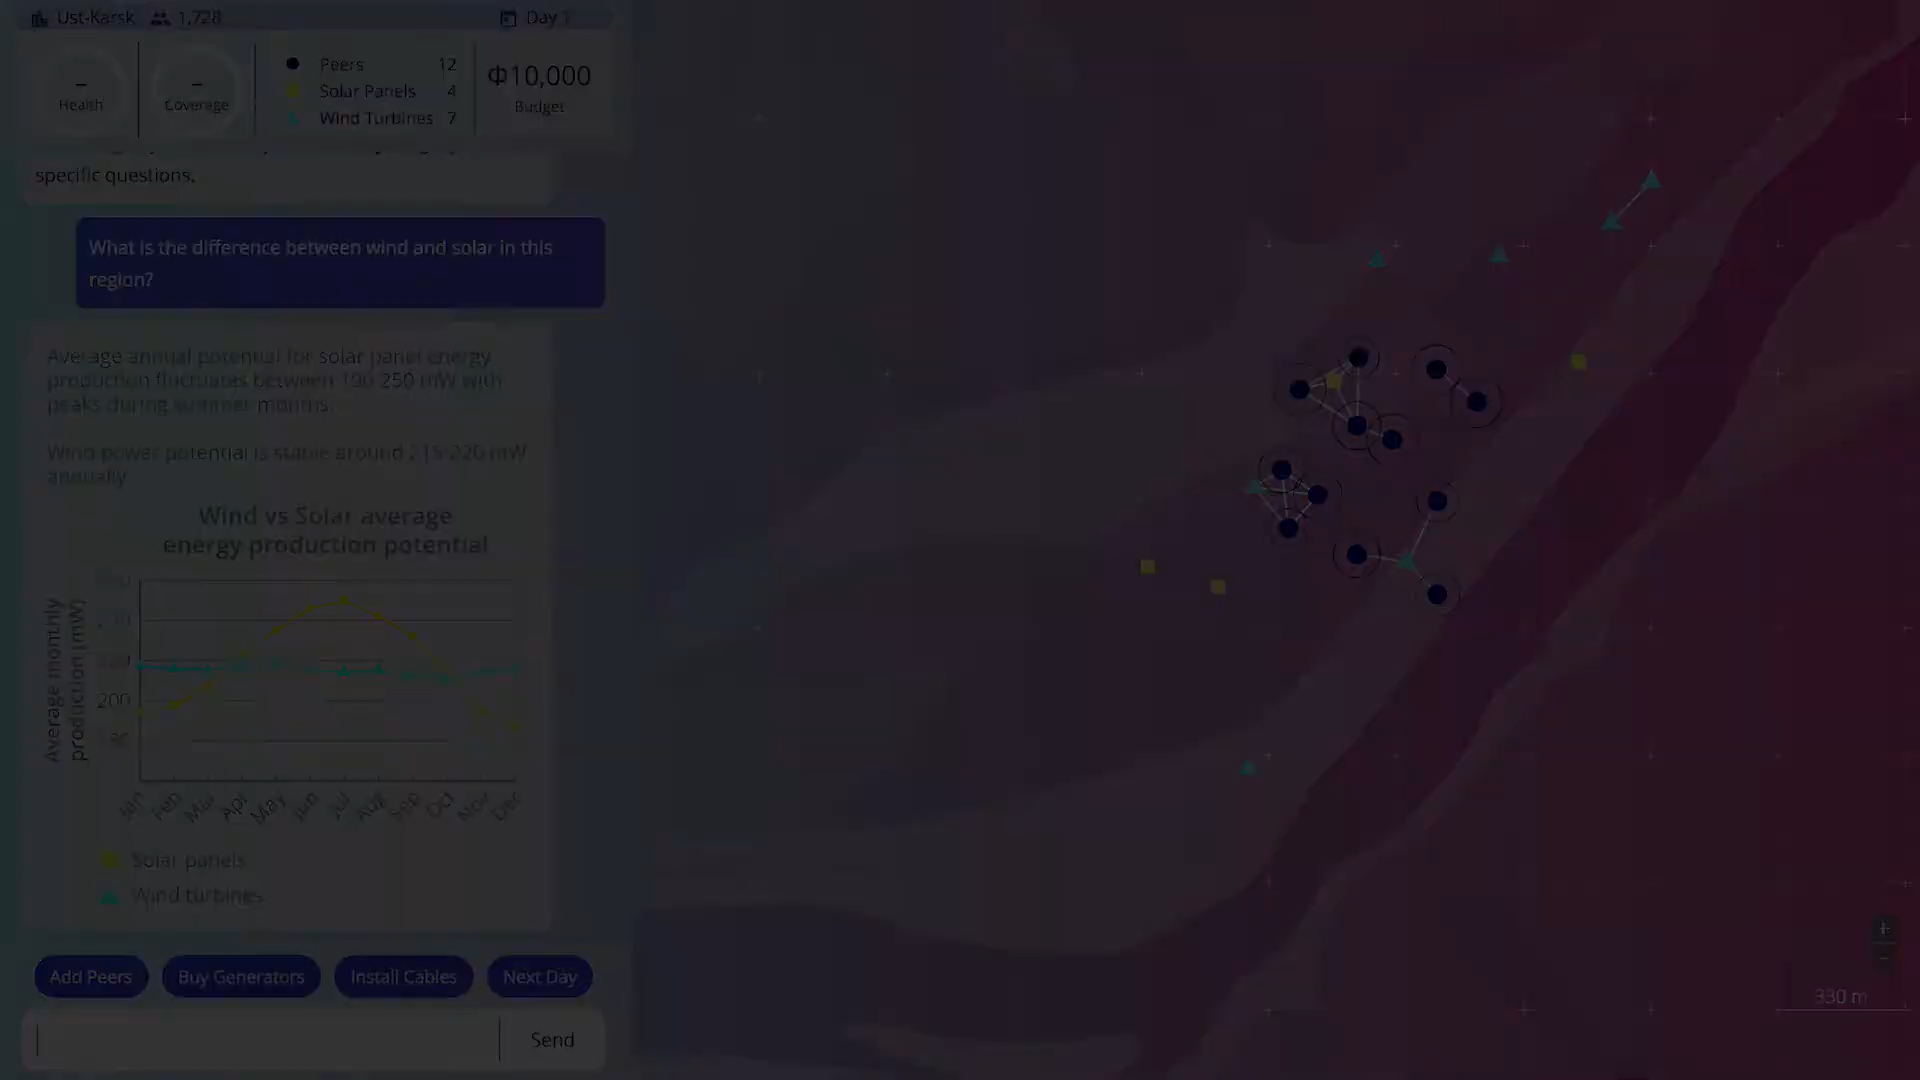 Ust-Karsk 1,728 Day 1
– Health
– Coverage
Peers 12
Solar Panels 4
Wind Turbines 7
Ф10,000
Budget
specific questions.
What is the difference between wind and solar in this
region?
Average annual potential for solar panel energy
production fluctuates between 190-250 mW with
peaks during summer months.
Wind power potential is stable around 215-220 mW
annually
Wind vs Solar average
energy production potential
Average monthly
production (mW)
200
Jan Feb Mar Apr May Jun Jul Aug Sep Oct Nov Dec
Solar panels
Wind turbines
Add Peers Buy Generators Install Cables Next Day
Send
330 m